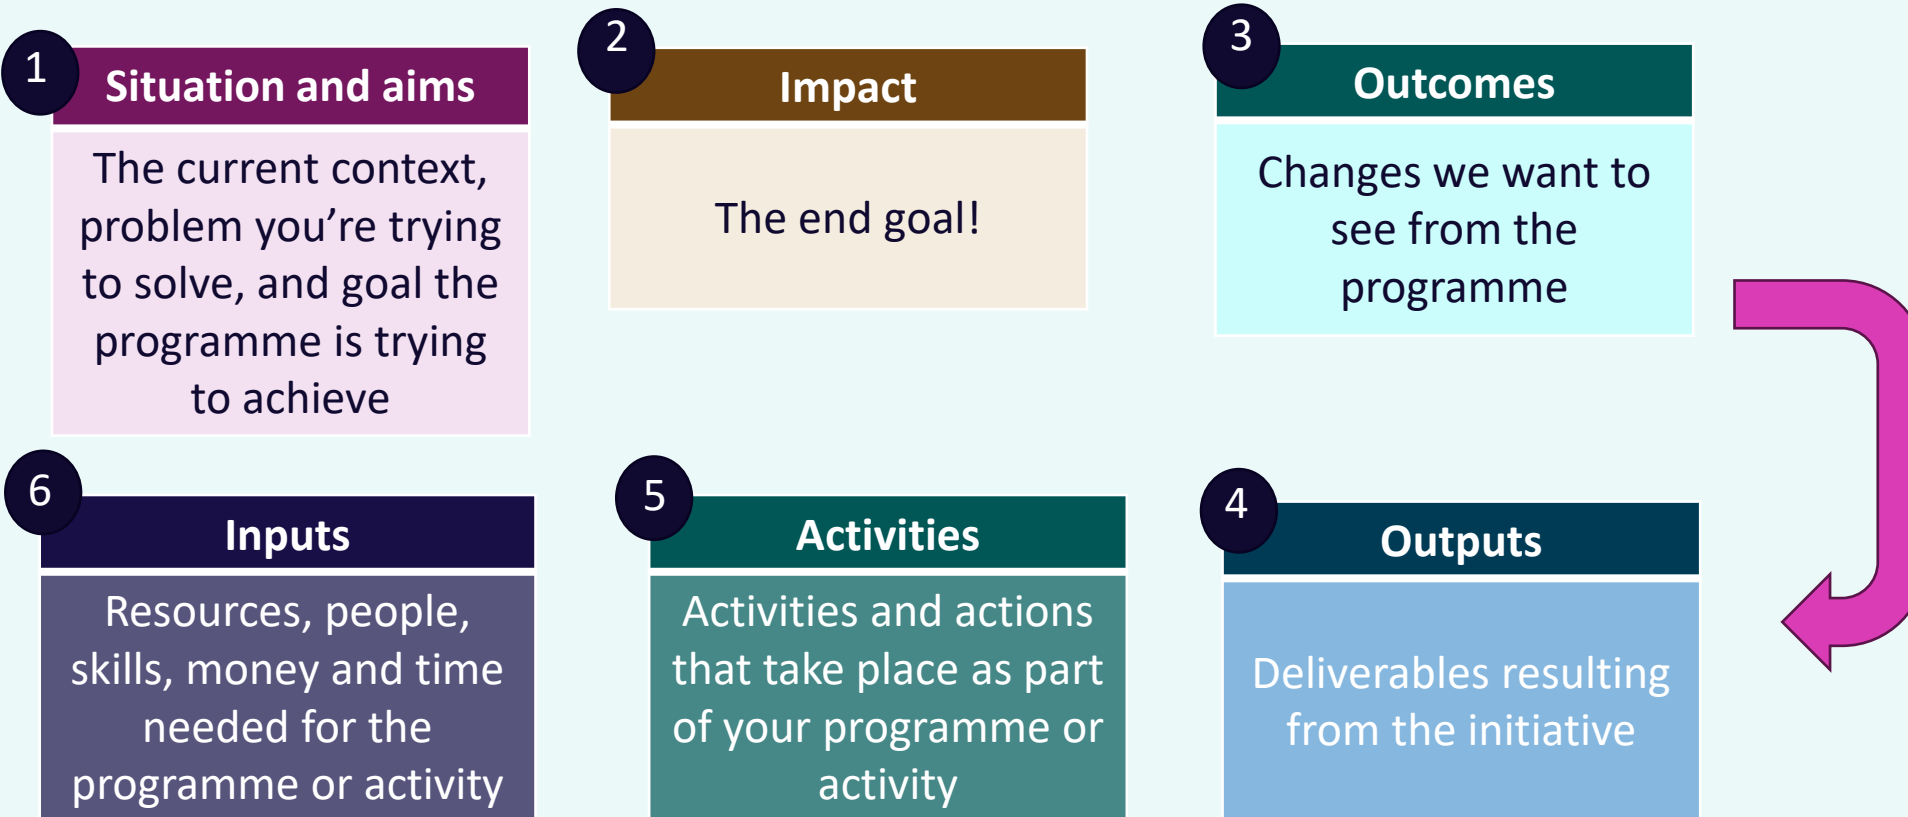 1
Situation and aims
The current context,
problem you’re trying
to solve, and goal the
programme is trying
to achieve
2
Impact
The end goal!
3
Outcomes
Changes we want to
see from the
programme
6
Inputs
Resources, people,
skills, money and time
needed for the
programme or activity
5
Activities
Activities and actions
that take place as part
of your programme or
activity
4
Outputs
Deliverables resulting
from the initiative